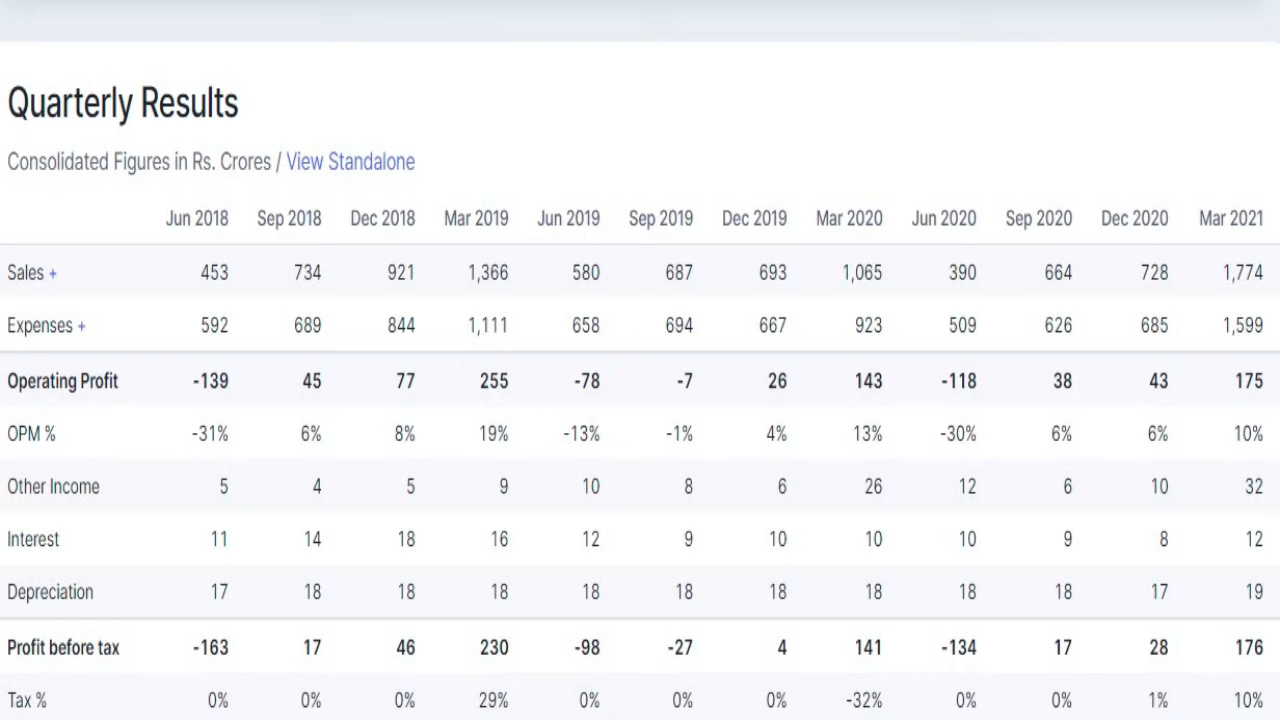 Quarterly Results
Consolidated Figures in Rs. Crores / View Standalone
Jun 2018 Sep 2018 Dec 2018 Mar 2019 Jun 2019 Sep 2019 Dec 2019 Mar 2020 Jun 2020 Sep 2020 Dec 2020 Mar 2021
Sales + 453 734 921 1,366 580 687 693 1,065 390 664 728 1,774
Expenses + 592 689 844 1,111 658 694 667 923 509 626 685 1,599
Operating Profit -139 45 77 255 -78 -7 26 143 -118 38 43 175
OPM % -31% 6% 8% 19% -13% -1% 4% 13% -30% 6% 6% 10%
Other Income 5 4 5 9 10 8 6 26 12 6 10 32
Interest 11 14 18 16 12 9 10 10 10 9 8 12
Depreciation 17 18 18 18 18 18 18 18 18 18 17 19
Profit before tax -163 17 46 230 -98 -27 4 141 -134 17 28 176
Tax % 0% 0% 0% 29% 0% 0% 0% -32% 0% 0% 1% 10%